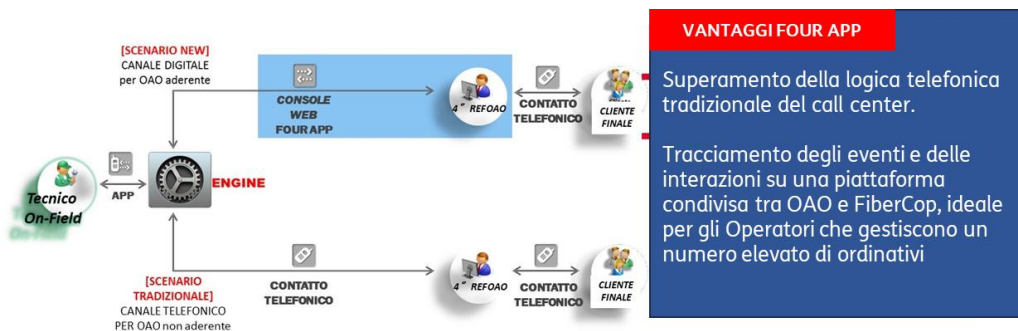 [SCENARIO NEW]
CANALE DIGITALE
per OAO aderente
CONSOLE
WEB
FOUR APP
4° REFOAO
CONTATTO
TELEFONICO
CLIENTE
FINALE
Tecnico
On-Field
APP
ENGINE
[SCENARIO
TRADIZIONALE]
CANALE TELEFONICO
PER OAO non aderente
CONTATTO
TELEFONICO
4° REFOAO
CONTATTO
TELEFONICO
CLIENTE
FINALE
VANTAGGI FOUR APP
Superamento della logica telefonica
tradizionale del call center.
Tracciamento degli eventi e delle
interazioni su una piattaforma
condivisa tra OAO e FiberCop, ideale
per gli Operatori che gestiscono un
numero elevato di ordinativi